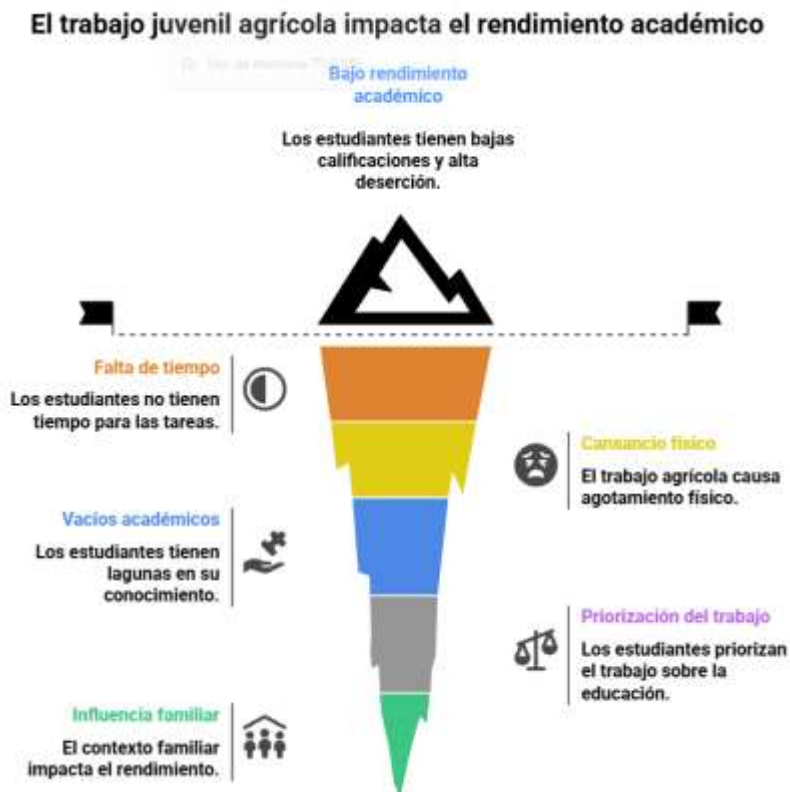 El trabajo juvenil agrícola impacta el rendimiento académico
Bajo rendimiento
académico
Los estudiantes tienen bajas
calificaciones y alta
deserción.
Falta de tiempo
Los estudiantes no tienen
tiempo para las tareas.
Cansancio físico
El trabajo agrícola causa
agotamiento físico.
Vacíos académicos
Los estudiantes tienen
lagunas en su
conocimiento.
Priorización del trabajo
Los estudiantes priorizan
el trabajo sobre la
educación.
Influencia familiar
El contexto familiar
impacta el rendimiento.